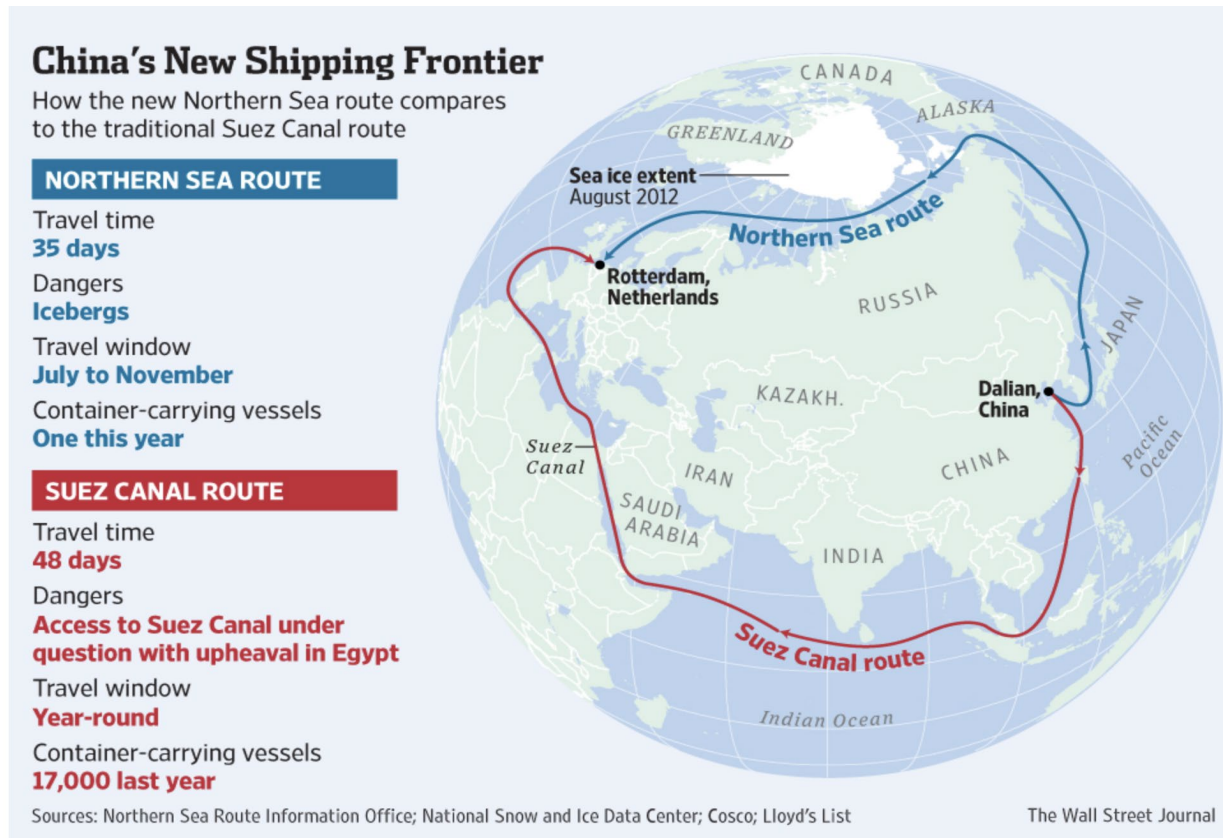 China's New Shipping Frontier
How the new Northern Sea route compares
to the traditional Suez Canal route
NORTHERN SEA ROUTE
Travel time
35 days
Dangers
Icebergs
Travel window
July to November
Container-carrying vessels
One this year
SUEZ CANAL ROUTE
Travel time
48 days
Dangers
Access to Suez Canal under
question with upheaval in Egypt
Travel window
Year-round
Container-carrying vessels
17,000 last year
CANADA
ALASKA
GREENLAND
Sea ice extent
August 2012
Northern Sea route
Rotterdam,
Netherlands
RUSSIA
JAPAN
KAZAKH.
Dalian,
China
Pacific
Ocean
Suez
Canal
IRAN
CHINA
SAUDI
ARABIA
INDIA
Suez Canal route
Indian Ocean
Sources: Northern Sea Route Information Office; National Snow and Ice Data Center; Cosco; Lloyd's List
The Wall Street Journal